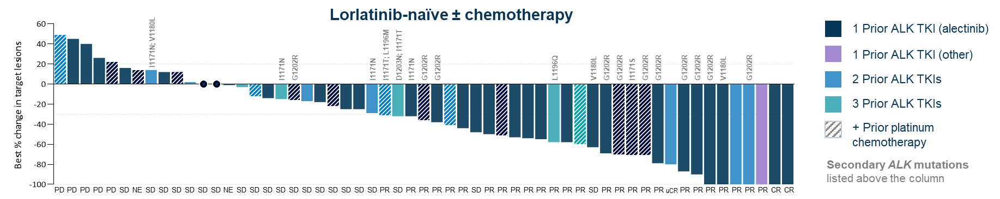 Lorlatinib-naïve ± chemotherapy
Best % change in target lesions
60
40
20
0
-20
-40
-60
-80
-100
I1171N; V1180L
I1171N
G1202R
I1171N
I1171T; L1196M
D1203N; I1171T
I1171N
G1202R
G1202R
L1196Q
V1180L
G1202R
G1202R
I1171S
G1202R
G1202R
G1202R
G1202R
G1202R
V1180L
G1202R
PD PD PD PD PD SD NE SD SD SD SD SD SD NE SD SD SD SD SD SD SD SD SD SD SD PR SD PR PR PR PR PR SD PR PR PR PR PR PR PR PR SD PR PR PR PR PR uCR PR PR PR PR PR PR PR CR CR
1 Prior ALK TKI (alectinib)
1 Prior ALK TKI (other)
2 Prior ALK TKIs
3 Prior ALK TKIs
+ Prior platinum
chemotherapy
Secondary ALK mutations
listed above the column